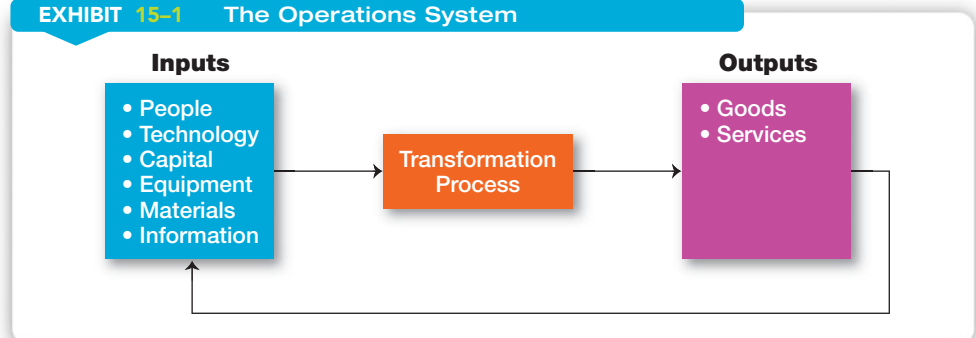 EXHIBIT 15–1 The Operations System
Inputs
• People
• Technology
• Capital
• Equipment
• Materials
• Information
Transformation
Process
Outputs
• Goods
• Services